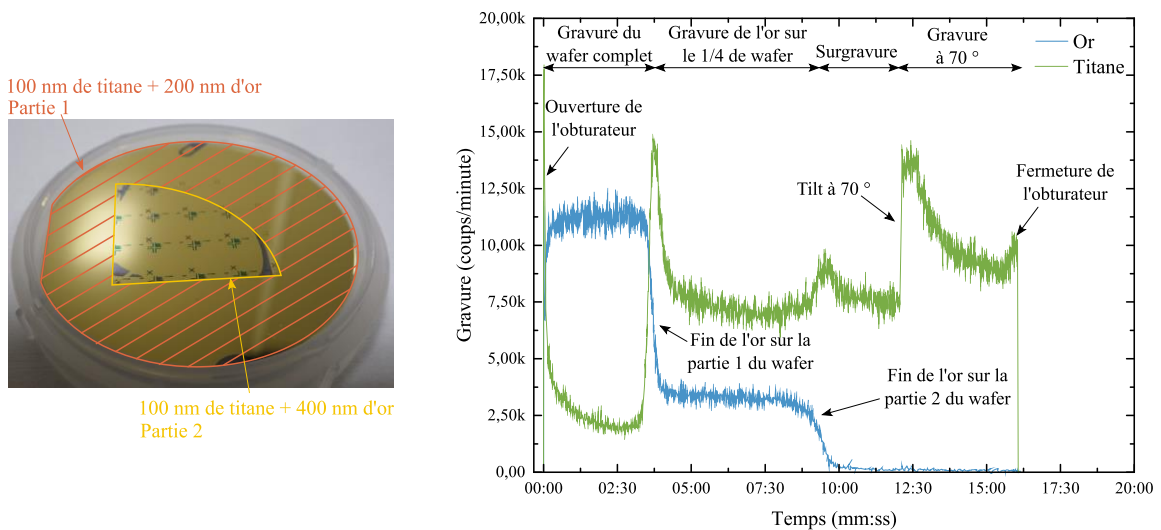 100 nm de titane + 200 nm d'or
Partie 1
100 nm de titane + 400 nm d'or
Partie 2
Gravure (coups/minute)
20,00k
17,50k
15,00k
12,50k
10,00k
7,50k
5,00k
2,50k
0,00
Gravure du
wafer complet
Gravure de l'or sur
le 1/4 de wafer
Surgravure
Gravure
à 70 °
Or
Titane
Ouverture de
l'obturateur
Tilt à 70 °
Fermeture de
l'obturateur
Fin de l'or sur la
partie 1 du wafer
Fin de l'or sur la
partie 2 du wafer
00:00
02:30
05:00
07:30
10:00
12:30
15:00
17:30
20:00
Temps (mm:ss)